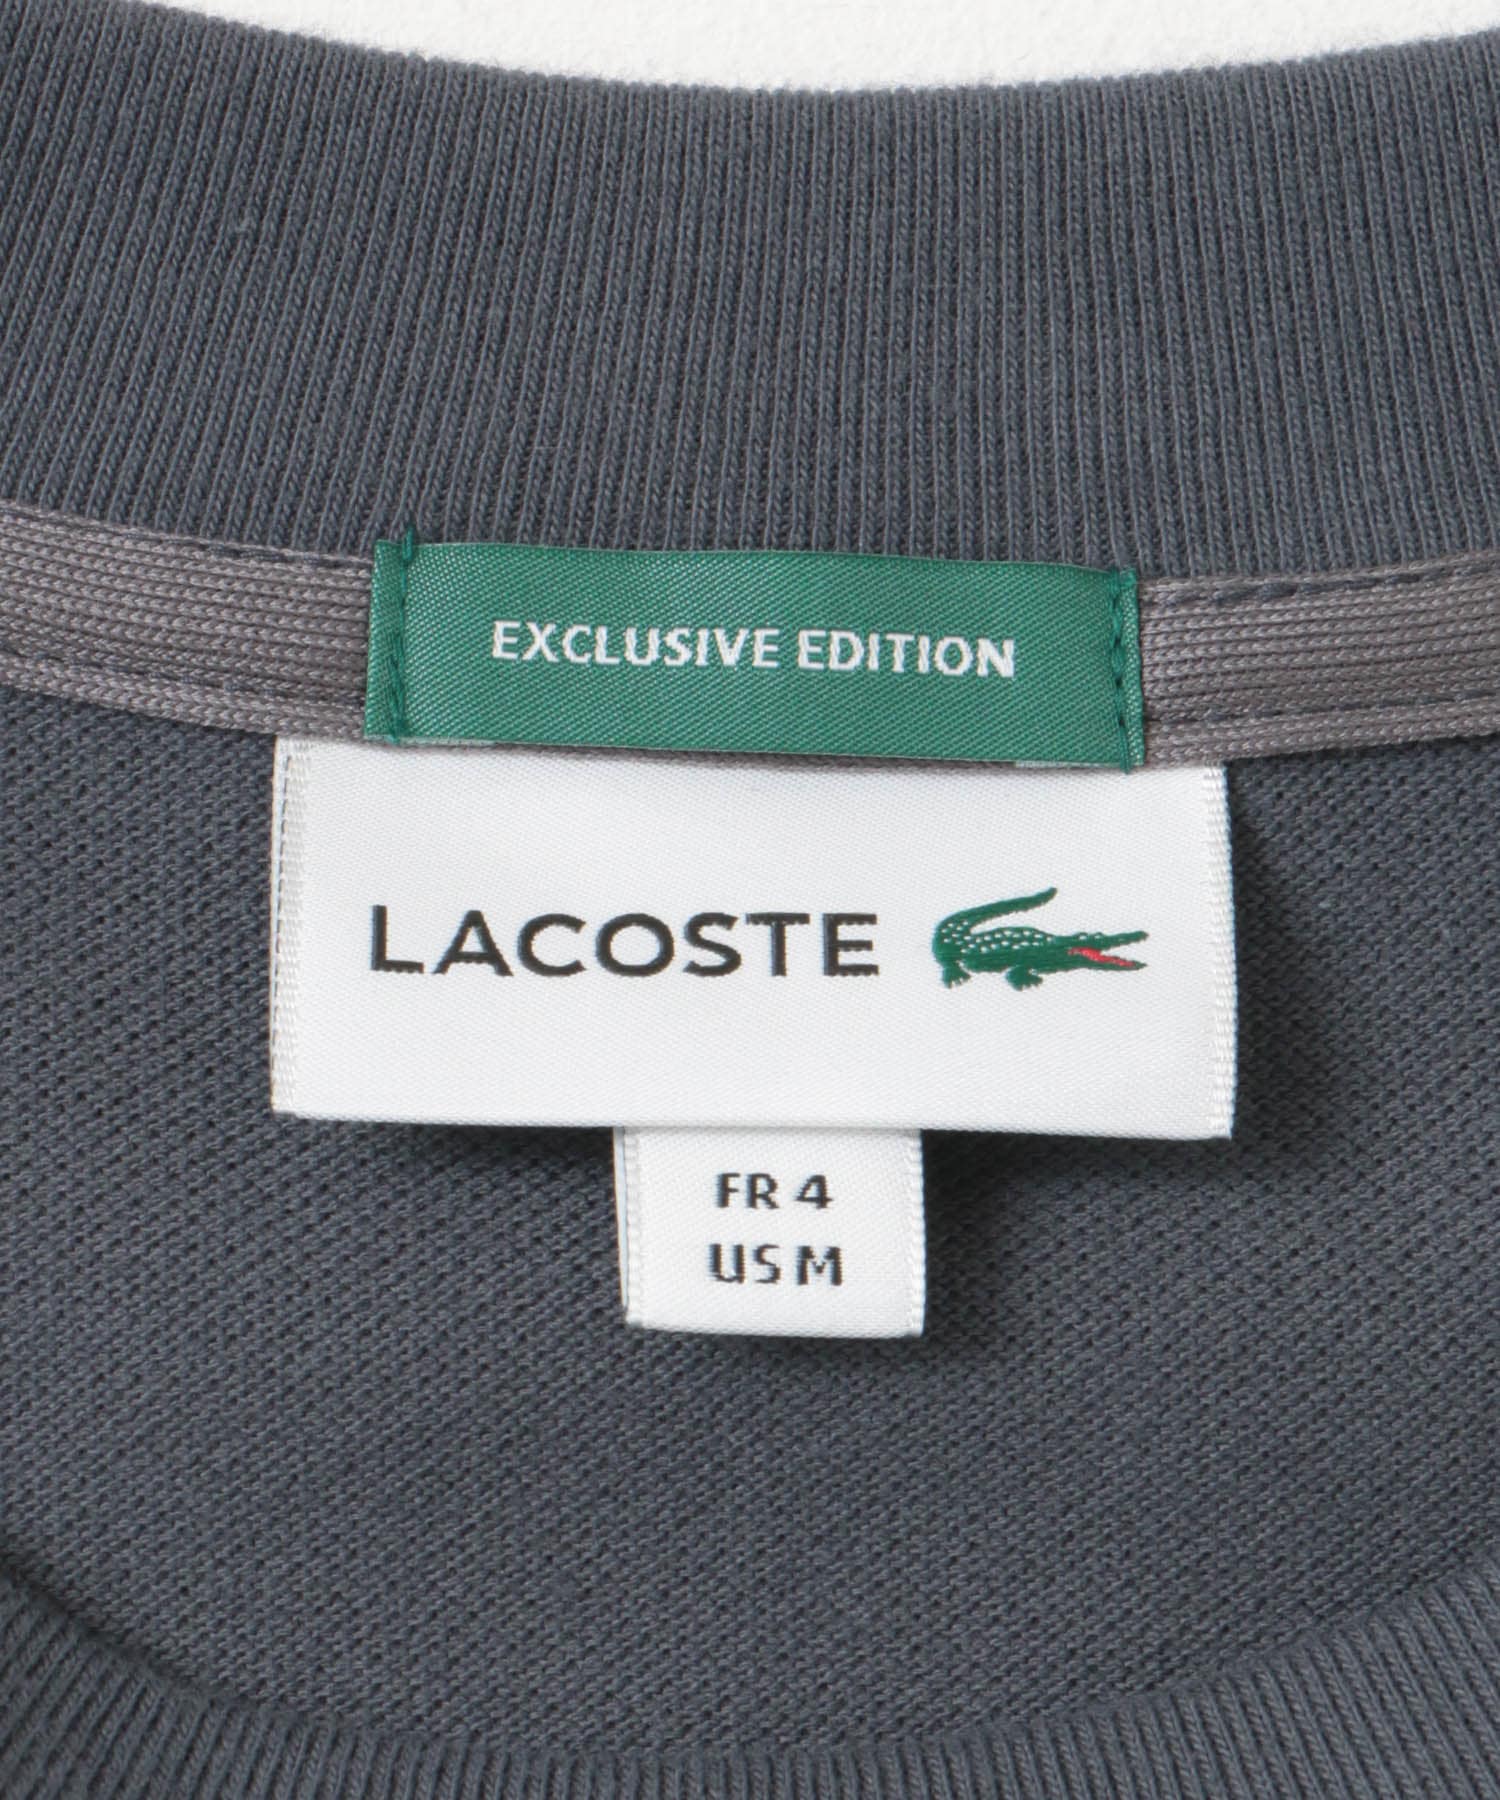 EXCLUSIVE EDITION
LACOSTE
FR 4
US M